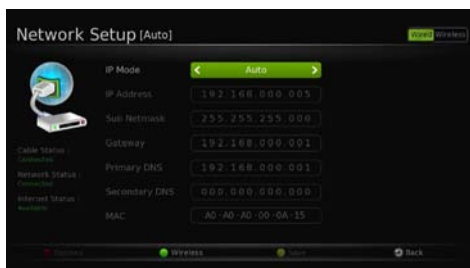 Network Setup [Auto]
Wired Wireless
IP Mode
Auto
IP Address
192.168.000.005
Sub Netmask
255.255.255.000
Gateway
192.168.000.001
Primary DNS
192.168.000.001
Secondary DNS
000.000.000.000
MAC
A0-A0-A0-00-0A-15
Cable Status :
Connected
Network Status :
Connected
Internet Status :
Available
Wireless
Save
Back